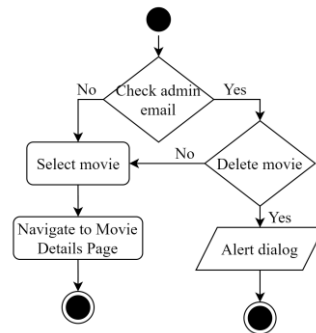 No
Check admin
email
Yes
Select movie
No
Delete movie
Yes
Navigate to Movie
Details Page
Alert dialog